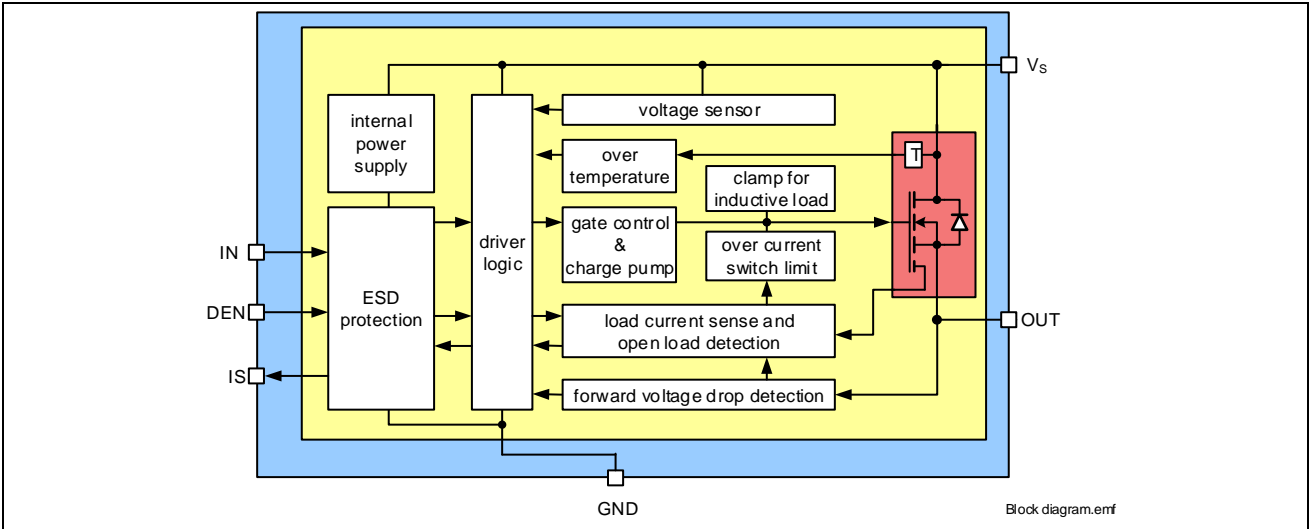 VS
voltage sensor
internal
power
supply
T
over
temperature
clamp for
inductive load
driver
logic
gate control
&
charge pump
over current
switch limit
IN
ESD
protection
DEN
load current sense and
open load detection
OUT
IS
forward voltage drop detection
GND
Block diagram.emf